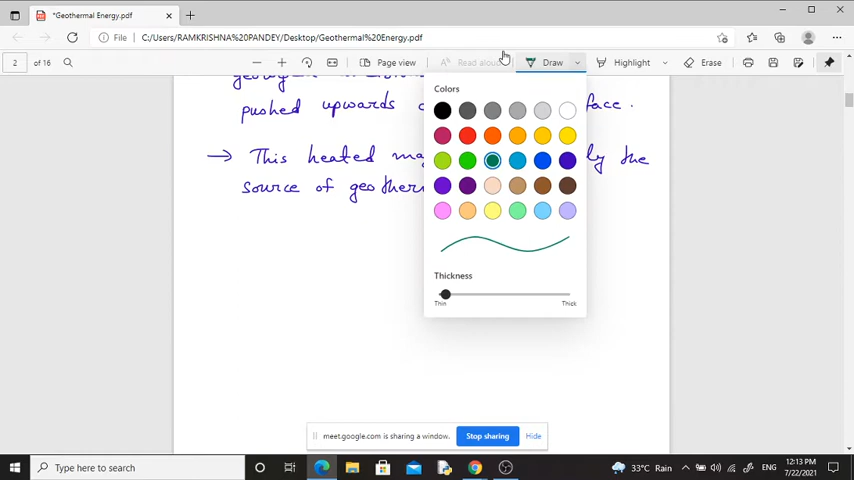 *Geothermal Energy.pdf
File C:/Users/RAMKRISHNA%20PANDEY/Desktop/Geothermal%20Energy.pdf
2 of 16 Page view Read aloud Draw Highlight Erase
pushed upwards face.
Colors
→ This heated ly the
source of geother
Thickness
Thin Thick
meet.google.com is sharing a window. Stop sharing Hide
Type here to search 33°C Rain ENG 12:13 PM
7/22/2021